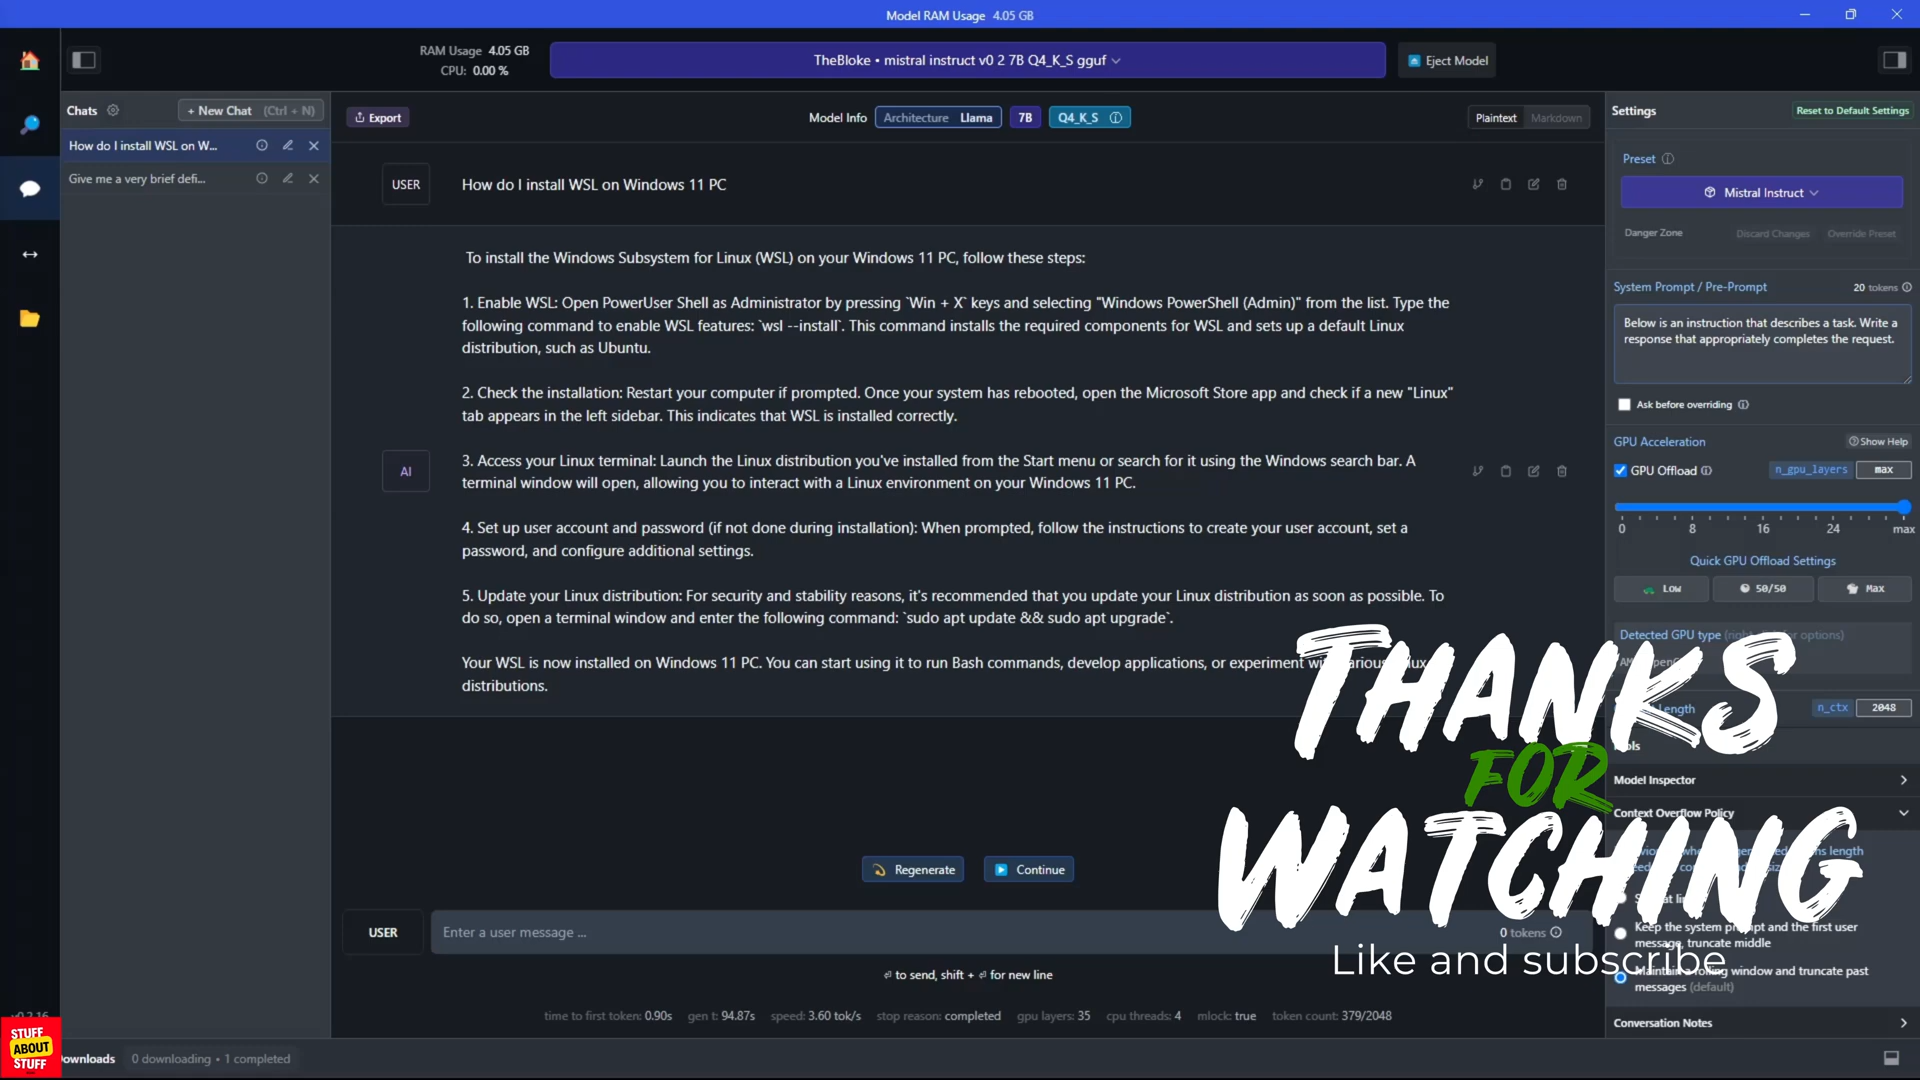 Model RAM Usage 4.05 GB
RAM Usage 4.05 GB
CPU: 0.00 %
TheBloke • mistral instruct v0 2 7B Q4_K_S gguf
Eject Model
Chats
+ New Chat (Ctrl + N)
How do I install WSL on W...
Give me a very brief defi...
Export
Model Info
Architecture Llama
7B
Q4_K_S
Plaintext
Markdown
USER
How do I install WSL on Windows 11 PC
AI
To install the Windows Subsystem for Linux (WSL) on your Windows 11 PC, follow these steps:
1. Enable WSL: Open PowerUser Shell as Administrator by pressing `Win + X` keys and selecting "Windows PowerShell (Admin)" from the list. Type the
following command to enable WSL features: `wsl --install`. This command installs the required components for WSL and sets up a default Linux
distribution, such as Ubuntu.
2. Check the installation: Restart your computer if prompted. Once your system has rebooted, open the Microsoft Store app and check if a new "Linux"
tab appears in the left sidebar. This indicates that WSL is installed correctly.
3. Access your Linux terminal: Launch the Linux distribution you've installed from the Start menu or search for it using the Windows search bar. A
terminal window will open, allowing you to interact with a Linux environment on your Windows 11 PC.
4. Set up user account and password (if not done during installation): When prompted, follow the instructions to create your user account, set a
password, and configure additional settings.
5. Update your Linux distribution: For security and stability reasons, it's recommended that you update your Linux distribution as soon as possible. To
do so, open a terminal window and enter the following command: `sudo apt update && sudo apt upgrade`.
Your WSL is now installed on Windows 11 PC. You can start using it to run Bash commands, develop applications, or experiment
distributions.
Regenerate
Continue
USER
Enter a user message ...
0 tokens
⏎ to send, shift + ⏎ for new line
time to first token: 0.90s gen t: 94.87s speed: 3.60 tok/s stop reason: completed gpu layers: 35 cpu threads: 4 mlock: true token count: 379/2048
Settings
Reset to Default Settings
Preset
Mistral Instruct
Danger Zone
Discard Changes
Override Preset
System Prompt / Pre-Prompt
20 tokens
Below is an instruction that describes a task. Write a
response that appropriately completes the request.
Ask before overriding
GPU Acceleration
Show Help
GPU Offload
n_gpu_layers
max
0 8 16 24 max
Quick GPU Offload Settings
Low
50/50
Max
Detected GPU type
options)
Length
n_ctx
2048
Model Inspector
Context Overflow Policy
Keep the system prompt and the first user
message, truncate middle
Maintain a rolling window and truncate past
messages (default)
Conversation Notes
THANKS
FOR
WATCHING
Like and subscribe
v0.2.16
STUFF
ABOUT
STUFF
0 downloading • 1 completed